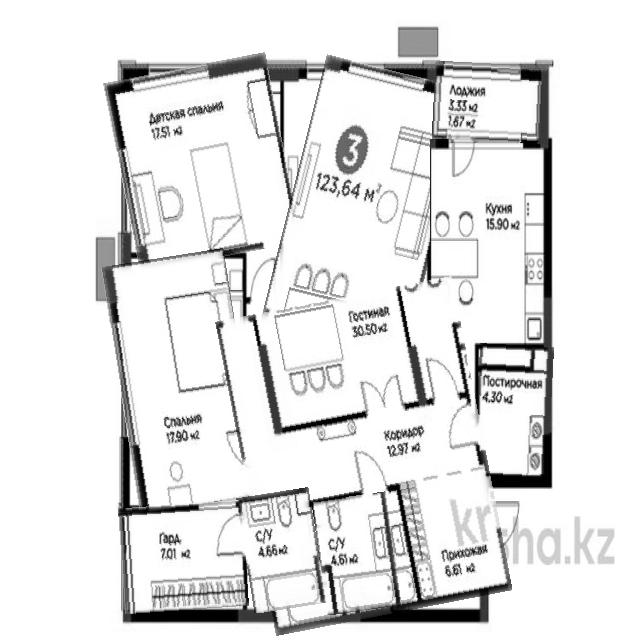 Детская спальня
17.51 м²
3
123,64 м²
Лоджия
3.33 м²
1.67 м²
Кухня
15.90 м²
Гостиная
30.50 м²
Постирочная
4.30 м²
Спальня
17.90 м²
Коридор
12.97 м²
Гард.
7.01 м²
С/У
4.66 м²
С/У
4.61 м²
Прихожая
6.61 м²
krisha.kz